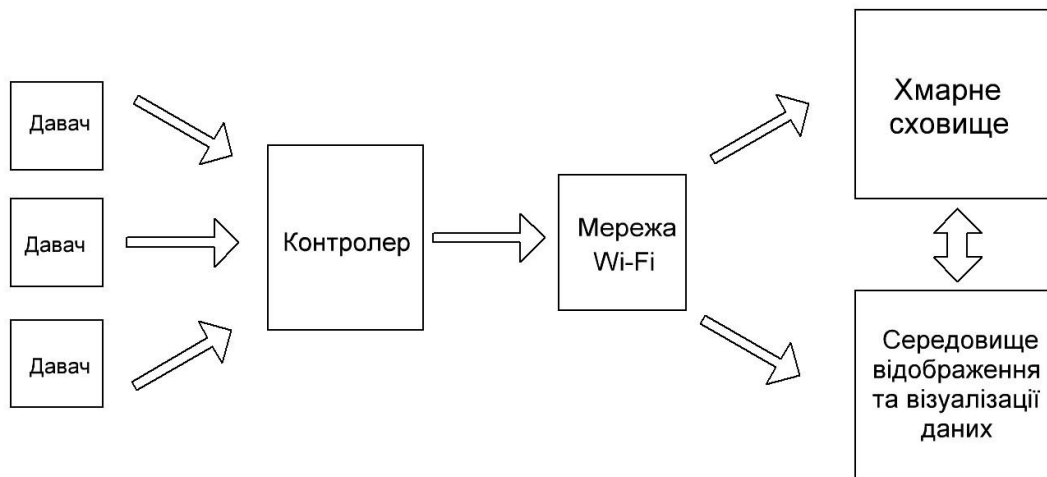 Давач
Давач
Давач
Контролер
Мережа
Wi-Fi
Хмарне
сховище
Середовище
відображення
та візуалізації
даних